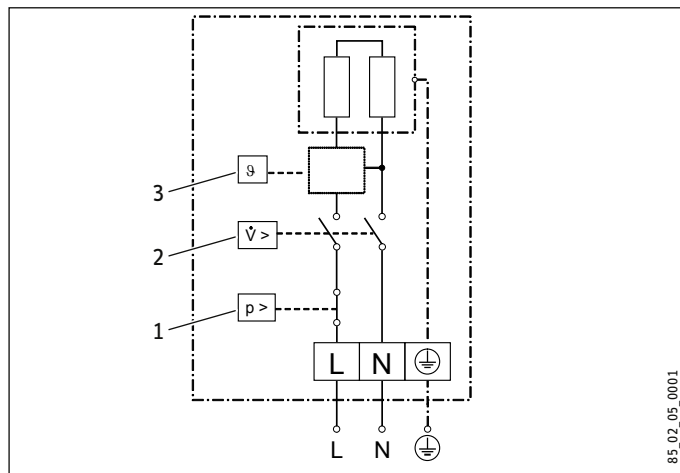 3
ϑ
2
V̇ >
1
p >
L N ⏚
L N ⏚
85_02_05_0001